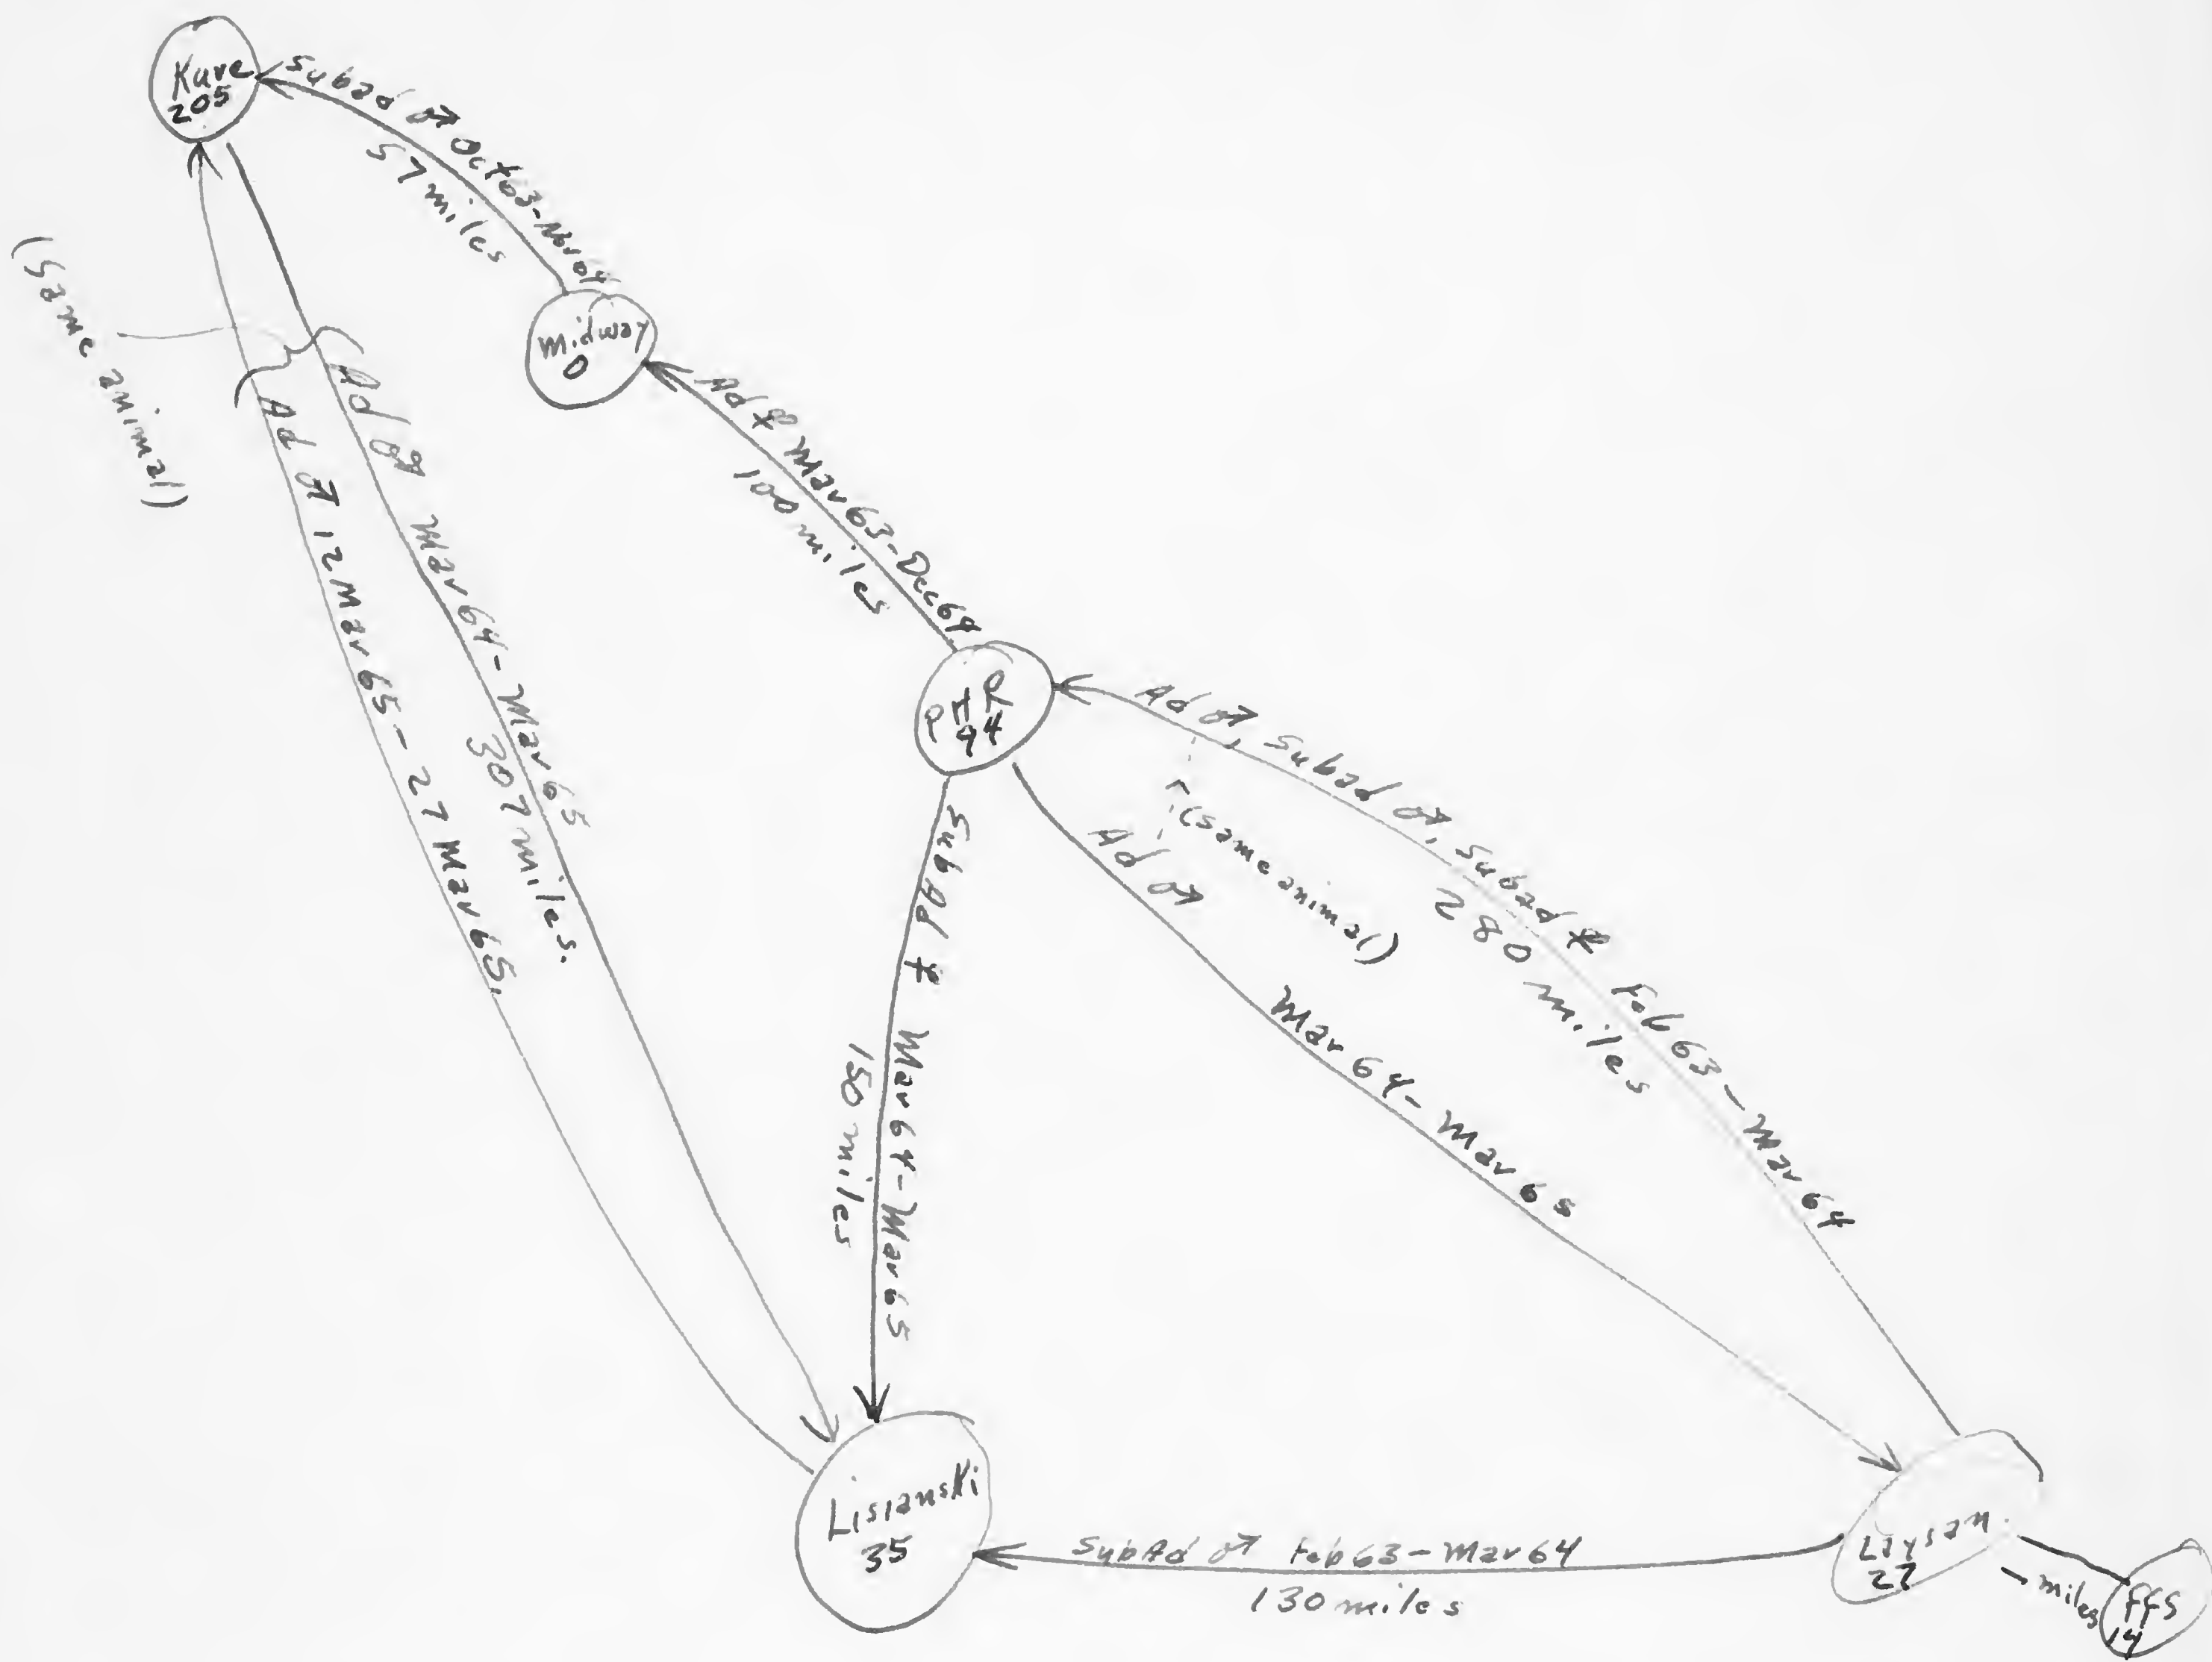 Kure
205
Subad ♂ Oct63-Nov64
57 miles
Midway
0
Ad ♀ Mar63-Dec64
100 miles
(same animal)
Ad ♂ Mar64-Mar65
307 miles.
Ad ♂ 12Mar65-27Mar65.
PHR
94
Ad ♂, Subad ♂, Subad ♀ Feb63-Mar64
280 miles
(same animal)
Ad ♂ Mar64-Mar65
SubAd ♀ Mar64-Mar65
150 miles
Lisianski
35
SubAd ♂ Feb63-Mar64
130 miles
Laysan
27
- miles
FFS
14